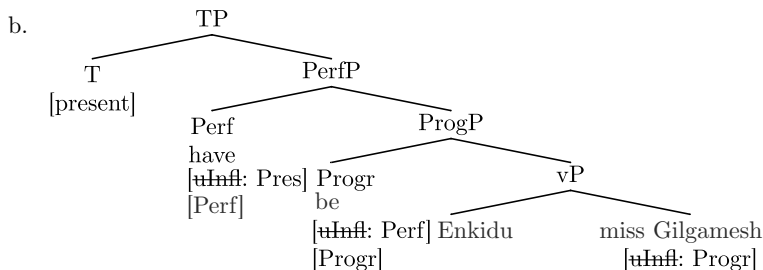 b.
TP
T
PerfP
[present]
Perf
ProgP
have
[uInfl: Pres]
Progr
vP
[Perf]
be
[uInfl: Perf]
Enkidu
miss Gilgamesh
[Progr]
[uInfl: Progr]